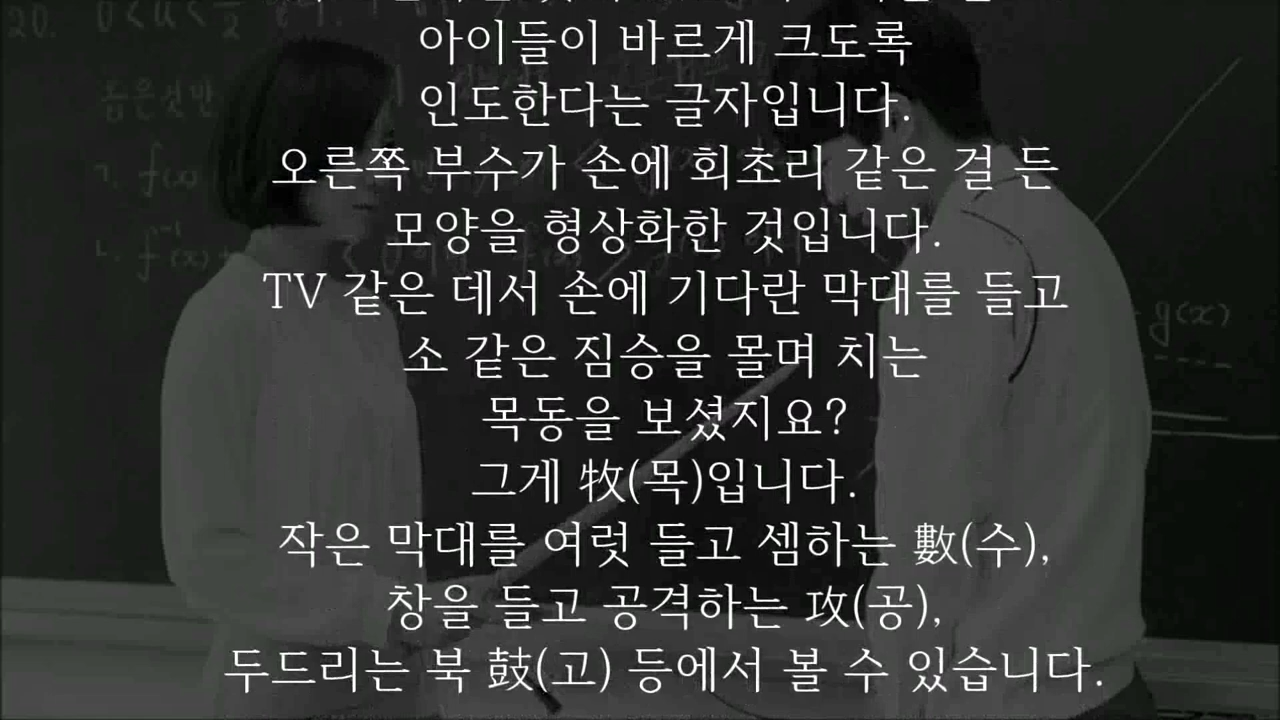 아이들이 바르게 크도록
인도한다는 글자입니다.
오른쪽 부수가 손에 회초리 같은 걸 든
모양을 형상화한 것입니다.
TV 같은 데서 손에 기다란 막대를 들고
소 같은 짐승을 몰며 치는
목동을 보셨지요?
그게 牧(목)입니다.
작은 막대를 여럿 들고 셈하는 數(수),
창을 들고 공격하는 攻(공),
두드리는 북 鼓(고) 등에서 볼 수 있습니다.
20.
g(x)